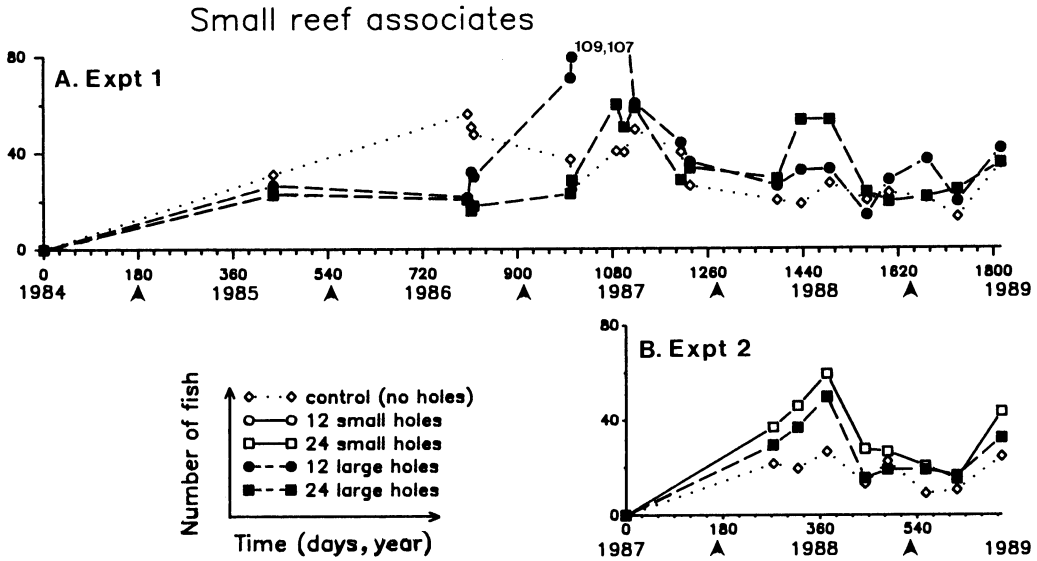 Small reef associates
80
109,107
A. Expt 1
40
0
0 180 360 540 720 900 1080 1260 1440 1620 1800
1984 1985 1986 1987 1988 1989
80
B. Expt 2
40
0
0 180 360 540
1987 1988 1989
Number of fish
control (no holes)
12 small holes
24 small holes
12 large holes
24 large holes
Time (days, year)